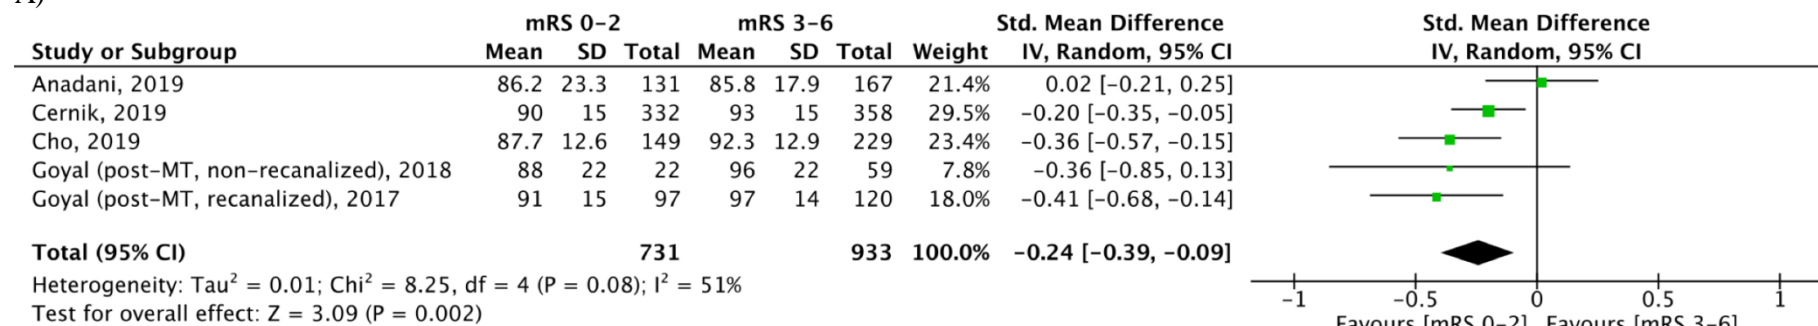 A)
mRS 0-2 mRS 3-6 Std. Mean Difference Std. Mean Difference
Study or Subgroup Mean SD Total Mean SD Total Weight IV, Random, 95% CI IV, Random, 95% CI
Anadani, 2019 86.2 23.3 131 85.8 17.9 167 21.4% 0.02 [-0.21, 0.25]
Cernik, 2019 90 15 332 93 15 358 29.5% -0.20 [-0.35, -0.05]
Cho, 2019 87.7 12.6 149 92.3 12.9 229 23.4% -0.36 [-0.57, -0.15]
Goyal (post-MT, non-recanalized), 2018 88 22 22 96 22 59 7.8% -0.36 [-0.85, 0.13]
Goyal (post-MT, recanalized), 2017 91 15 97 97 14 120 18.0% -0.41 [-0.68, -0.14]
Total (95% CI) 731 933 100.0% -0.24 [-0.39, -0.09]
Heterogeneity: Tau² = 0.01; Chi² = 8.25, df = 4 (P = 0.08); I² = 51%
Test for overall effect: Z = 3.09 (P = 0.002)
-1 -0.5 0 0.5 1
Favours [mRS 0-2] Favours [mRS 3-6]